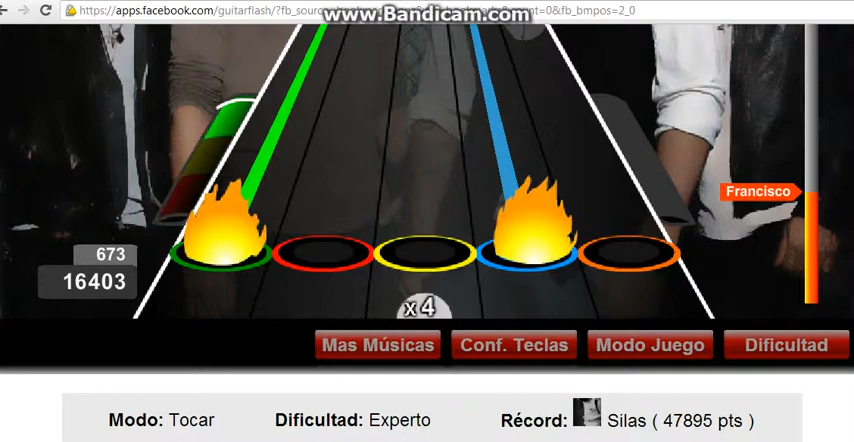 https://apps.facebook.com/guitarflash/?fb_sour
=0&fb_bmpos=2_0
www.Bandicam.com
Francisco
673
16403
x4
Mas Músicas
Conf. Teclas
Modo Juego
Dificultad
Modo: Tocar
Dificultad: Experto
Récord: Silas ( 47895 pts )